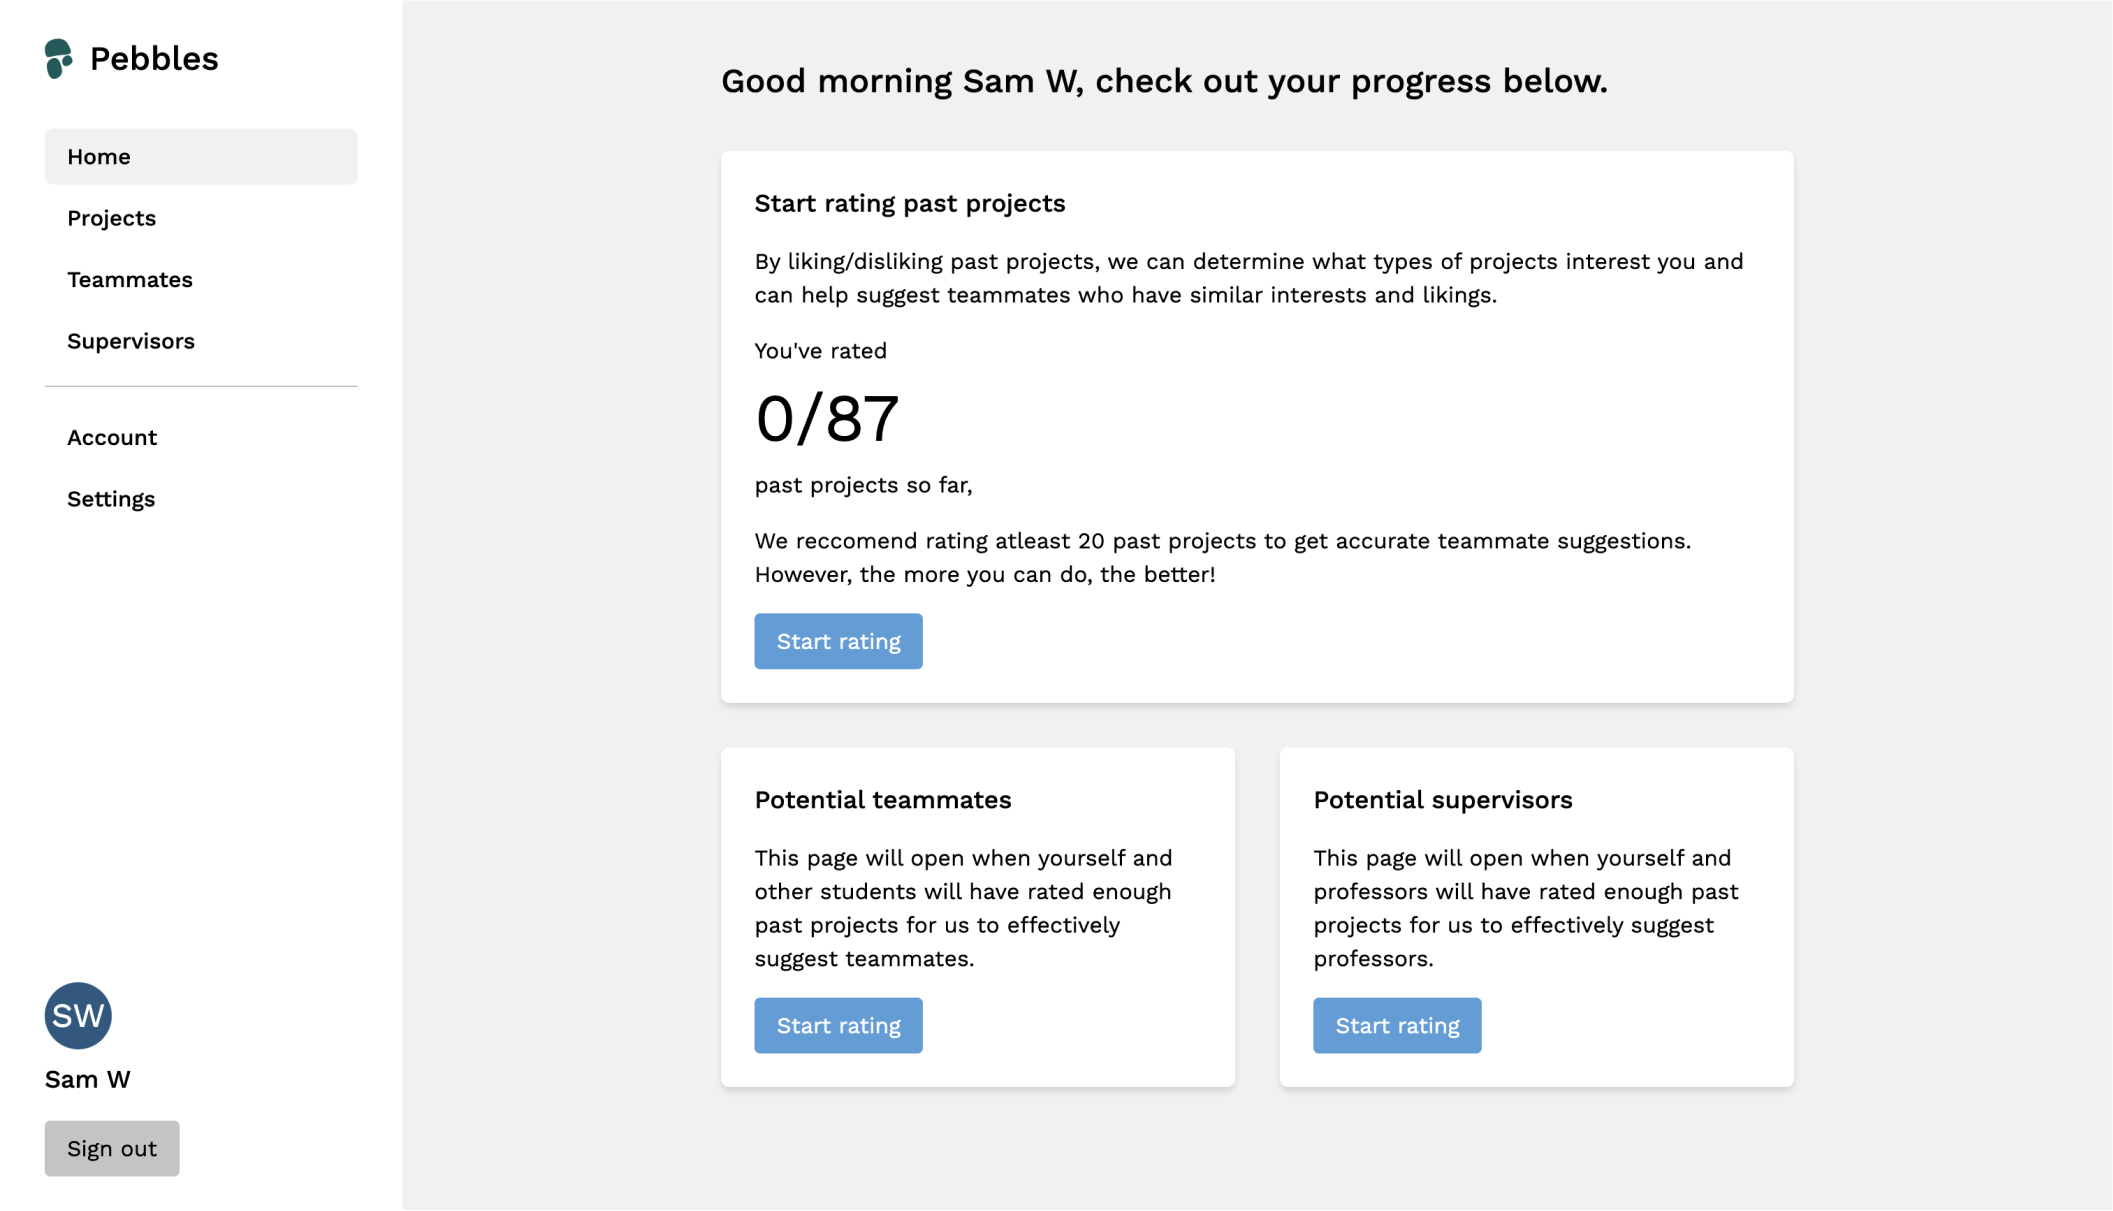 Pebbles
Home
Projects
Teammates
Supervisors
Account
Settings
SW
Sam W
Sign out
Good morning Sam W, check out your progress below.
Start rating past projects
By liking/disliking past projects, we can determine what types of projects interest you and
can help suggest teammates who have similar interests and likings.
You've rated
0/87
past projects so far,
We reccomend rating atleast 20 past projects to get accurate teammate suggestions.
However, the more you can do, the better!
Start rating
Potential teammates
This page will open when yourself and
other students will have rated enough
past projects for us to effectively
suggest teammates.
Start rating
Potential supervisors
This page will open when yourself and
professors will have rated enough past
projects for us to effectively suggest
professors.
Start rating